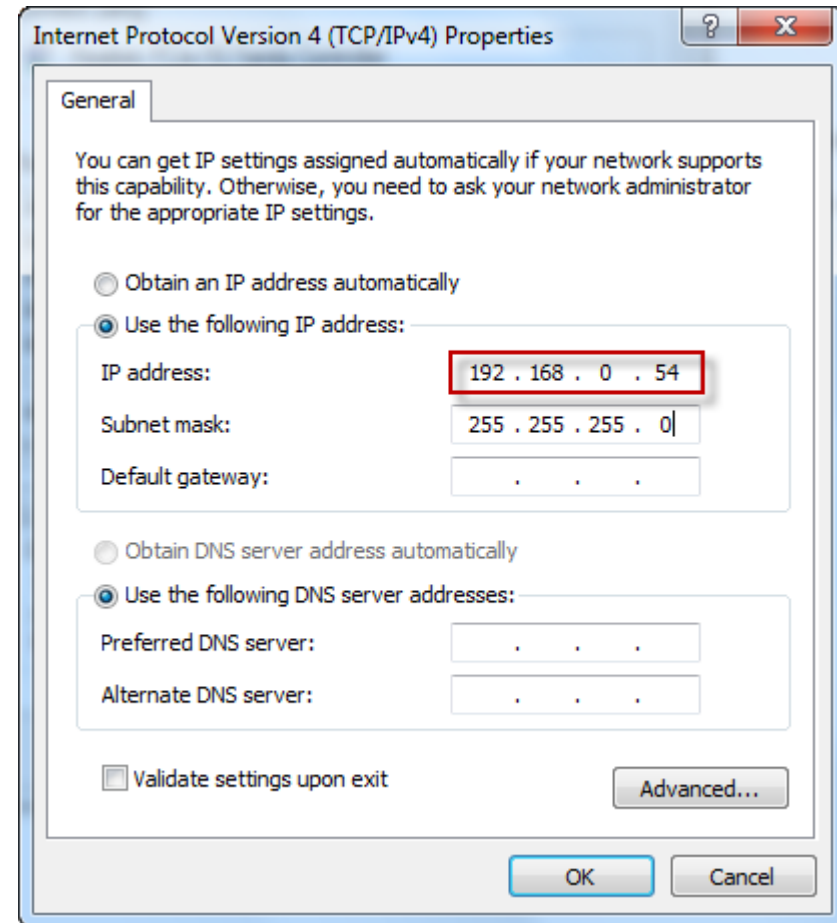 Internet Protocol Version 4 (TCP/IPv4) Properties
?
X
General
You can get IP settings assigned automatically if your network supports
this capability. Otherwise, you need to ask your network administrator
for the appropriate IP settings.
Obtain an IP address automatically
Use the following IP address:
IP address: 192 . 168 . 0 . 54
Subnet mask: 255 . 255 . 255 . 0
Default gateway: . . .
Obtain DNS server address automatically
Use the following DNS server addresses:
Preferred DNS server: . . .
Alternate DNS server: . . .
Validate settings upon exit
Advanced...
OK Cancel